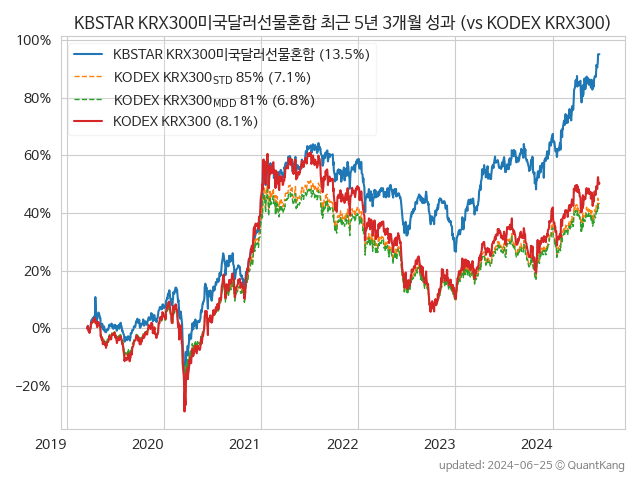 KBSTAR KRX300미국달러선물혼합 최근 5년 3개월 성과 (vs KODEX KRX300)
KBSTAR KRX300미국달러선물혼합 (13.5%)
KODEX KRX300STD 85% (7.1%)
KODEX KRX300MDD 81% (6.8%)
KODEX KRX300 (8.1%)
100%
80%
60%
40%
20%
0%
−20%
2019 2020 2021 2022 2023 2024
updated: 2024-06-25 © QuantKang